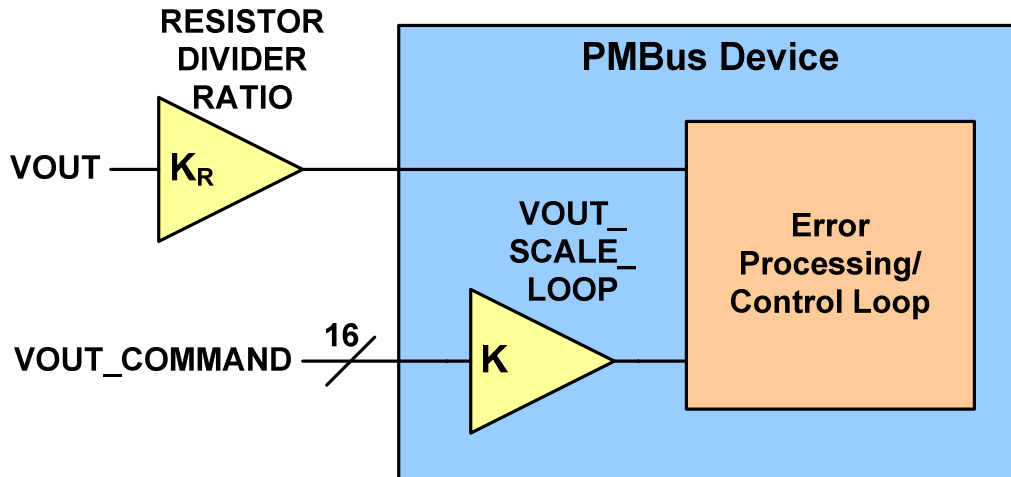 RESISTOR
DIVIDER
RATIO
PMBus Device
VOUT
KR
VOUT_
SCALE_
LOOP
Error
Processing/
Control Loop
16
VOUT_COMMAND
K